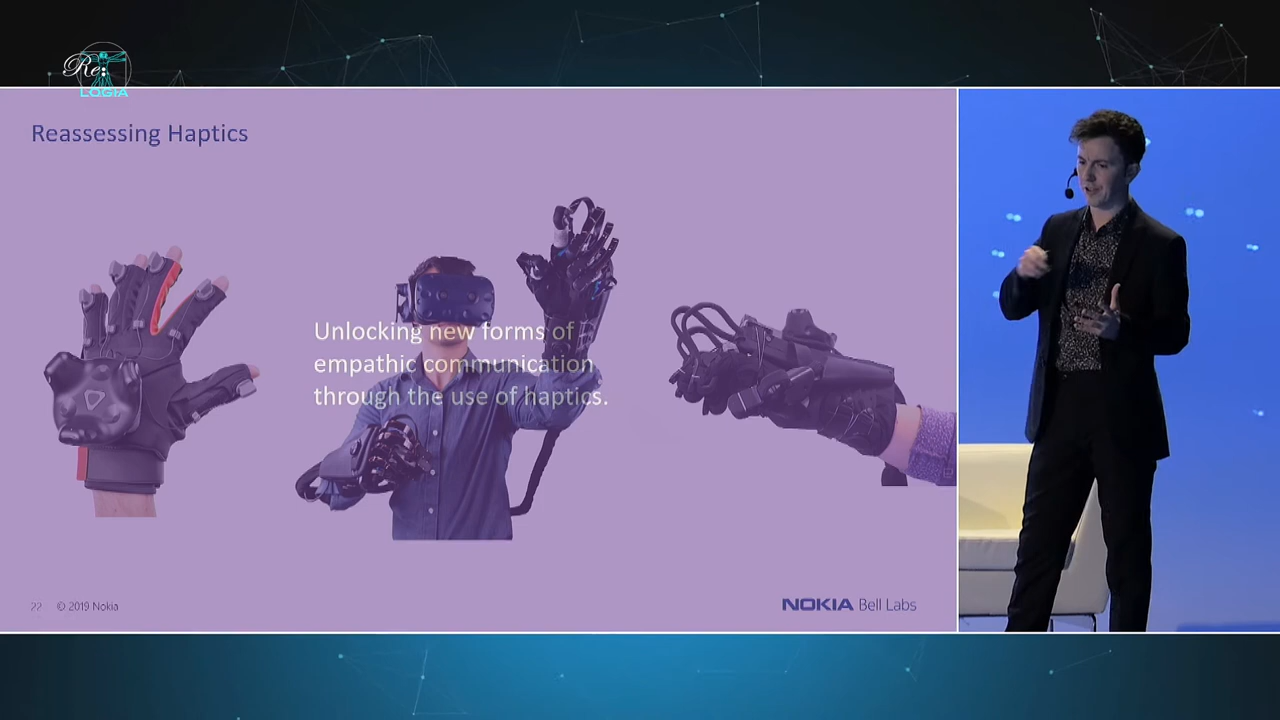 Re:
LOGIA
Reassessing Haptics
Unlocking new forms of
empathic communication
through the use of haptics.
22 © 2019 Nokia
NOKIA Bell Labs